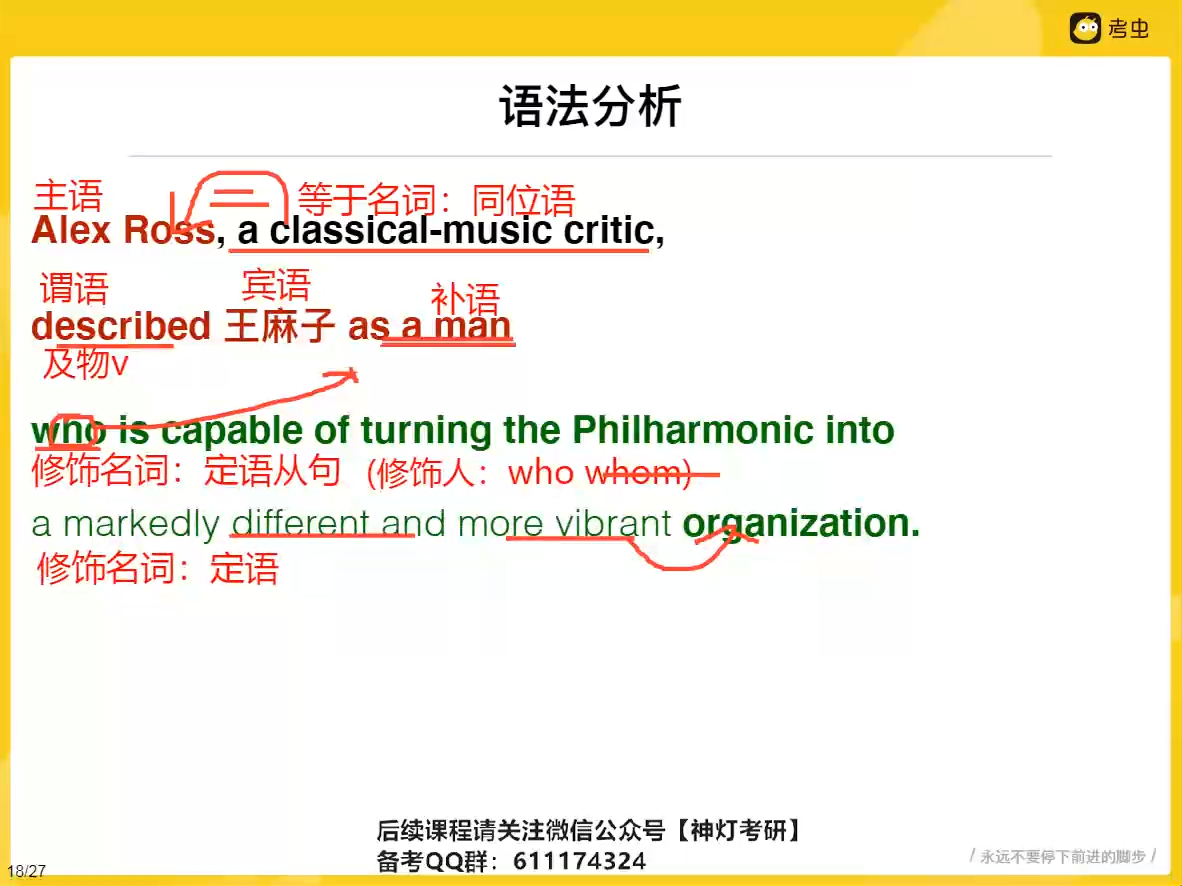 考虫
语法分析
主语
等于名词：同位语
Alex Ross, a classical-music critic,
谓语
宾语
补语
described 王麻子 as a man
及物v
who is capable of turning the Philharmonic into
修饰名词：定语从句 (修饰人：who whom)
a markedly different and more vibrant organization.
修饰名词：定语
后续课程请关注微信公众号【神灯考研】
备考QQ群：611174324
/ 永远不要停下前进的脚步 /
18/27